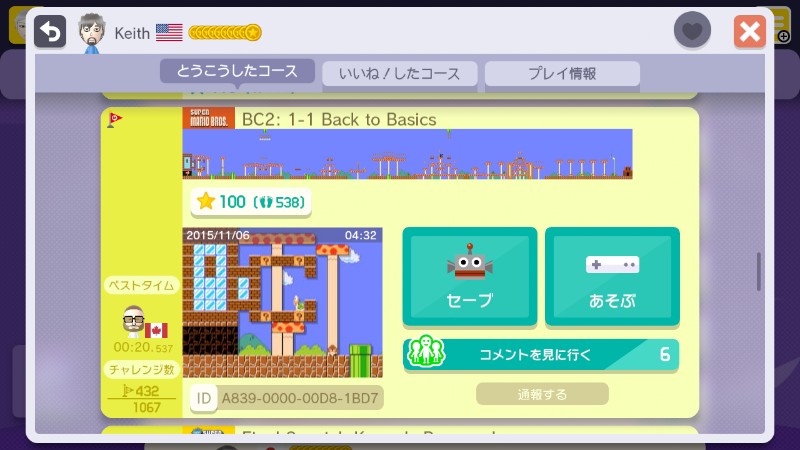 Keith
とうこうしたコース
いいね！したコース
プレイ情報
SUPER
MARIO BROS.
BC2: 1-1 Back to Basics
100 (538)
2015/11/06
04:32
ベストタイム
00:20.537
チャレンジ数
432
1067
セーブ
あそぶ
コメントを見に行く
6
ID
A839-0000-00D8-1BD7
通報する